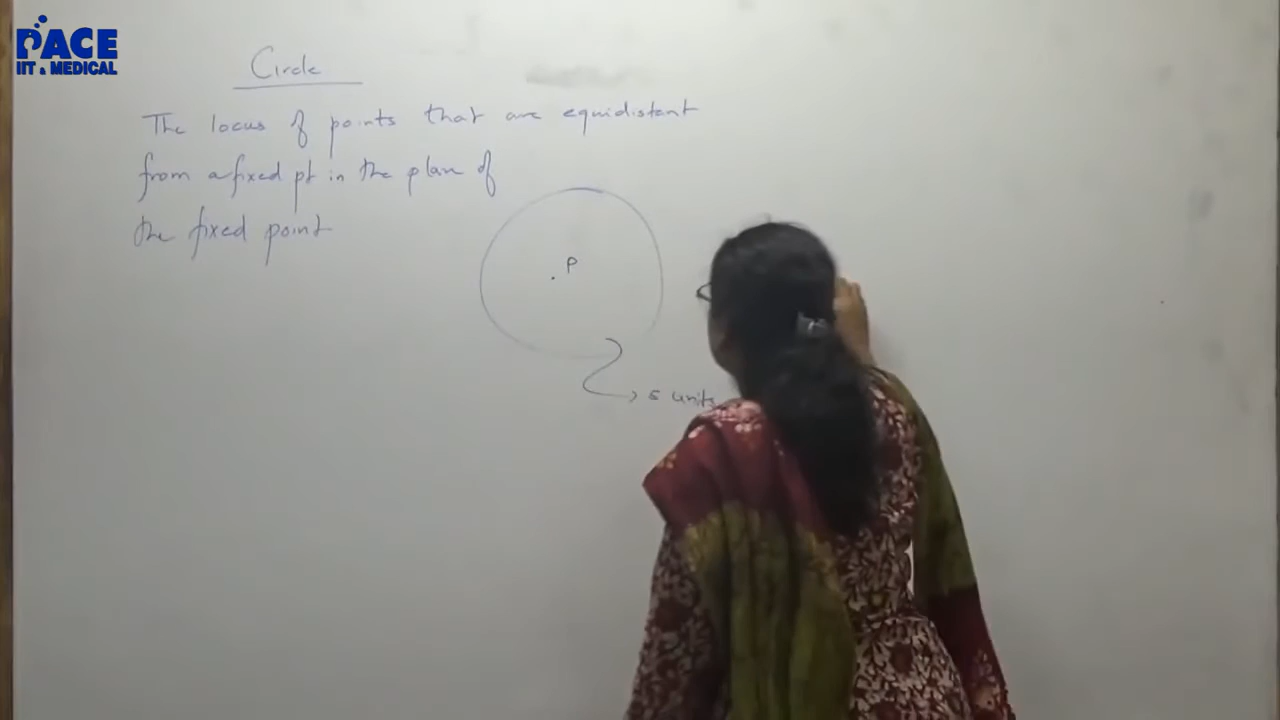 PACE
IIT & MEDICAL
Circle
The locus of points that are equidistant
from a fixed pt in the plane of
the fixed point
P
5 units